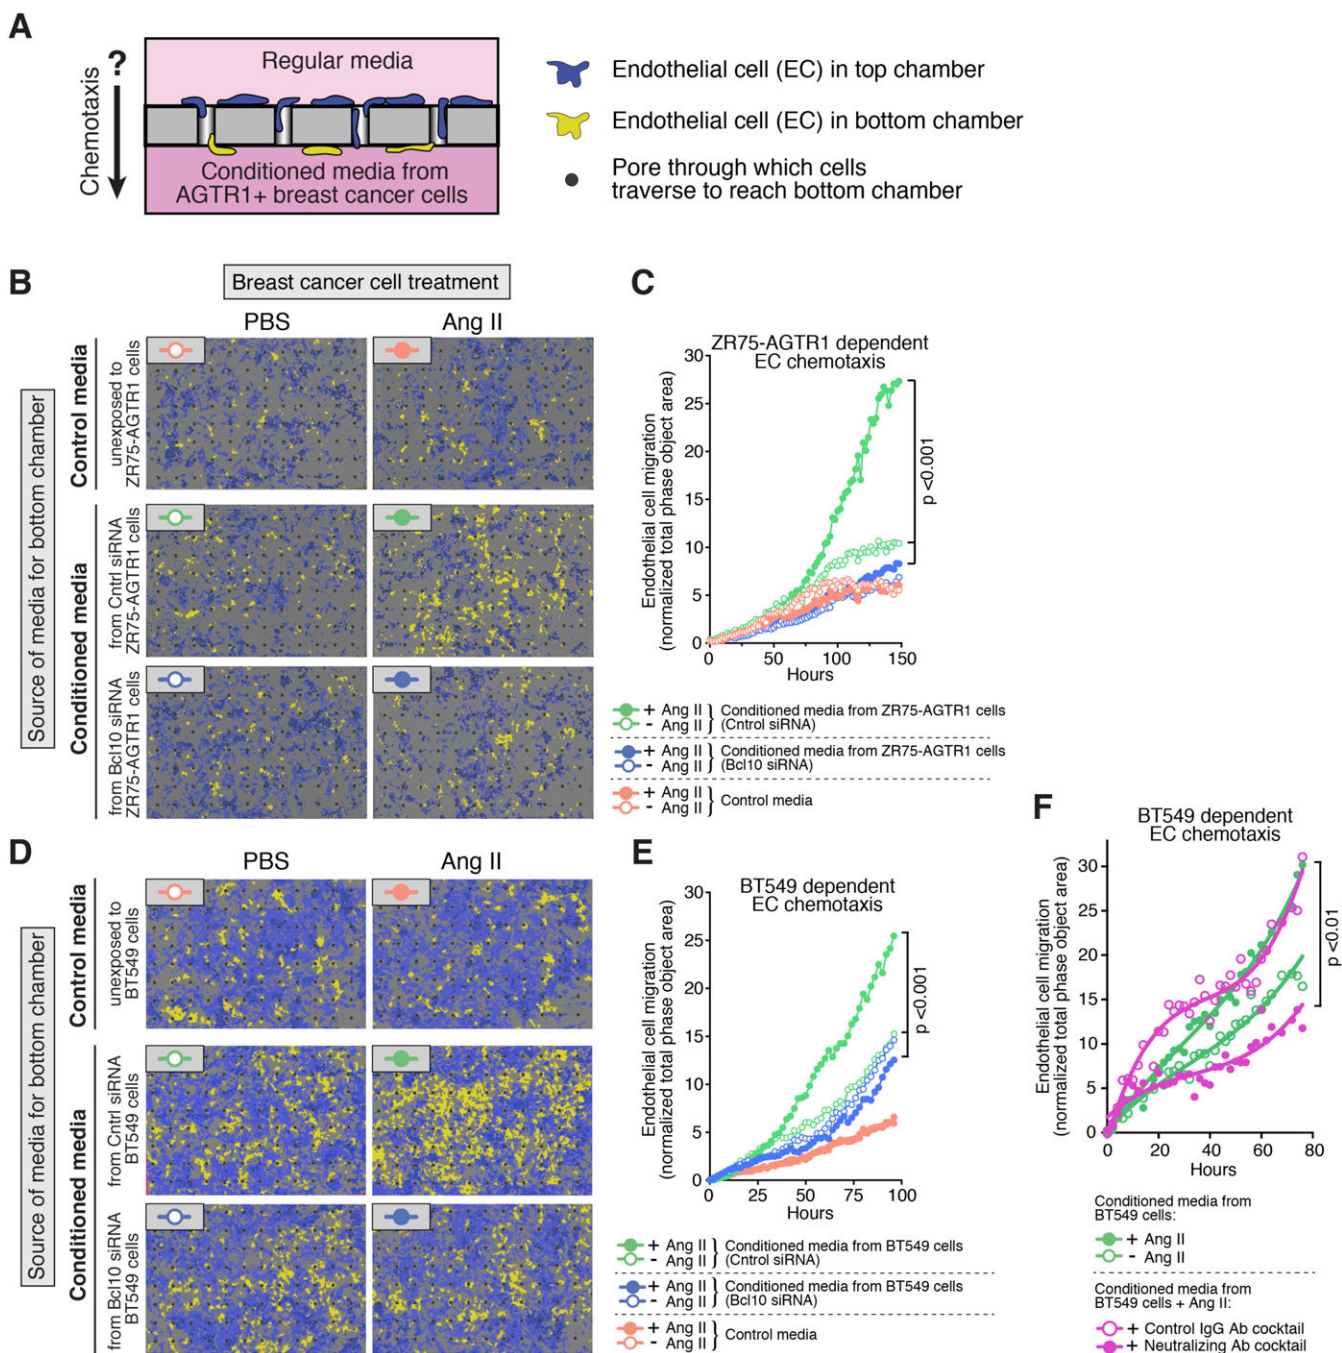 A
Chemotaxis
?
Regular media
Conditioned media from
AGTR1+ breast cancer cells
Endothelial cell (EC) in top chamber
Endothelial cell (EC) in bottom chamber
Pore through which cells
traverse to reach bottom chamber
B
Breast cancer cell treatment
PBS
Ang II
Source of media for bottom chamber
Control media
unexposed to
ZR75-AGTR1 cells
Conditioned media
from Cntrl siRNA
ZR75-AGTR1 cells
from Bcl10 siRNA
ZR75-AGTR1 cells
C
ZR75-AGTR1 dependent
EC chemotaxis
Endothelial cell migration
(normalized total phase object area)
30
25
20
15
10
5
0
0
50
100
150
Hours
p <0.001
+ Ang II
- Ang II
Conditioned media from ZR75-AGTR1 cells
(Cntrol siRNA)
+ Ang II
- Ang II
Conditioned media from ZR75-AGTR1 cells
(Bcl10 siRNA)
+ Ang II
- Ang II
Control media
D
PBS
Ang II
Source of media for bottom chamber
Control media
unexposed to
BT549 cells
Conditioned media
from Cntrl siRNA
BT549 cells
from Bcl10 siRNA
BT549 cells
E
BT549 dependent
EC chemotaxis
Endothelial cell migration
(normalized total phase object area)
30
25
20
15
10
5
0
0
25
50
75
100
Hours
p <0.001
+ Ang II
- Ang II
Conditioned media from BT549 cells
(Cntrol siRNA)
+ Ang II
- Ang II
Conditioned media from BT549 cells
(Bcl10 siRNA)
+ Ang II
- Ang II
Control media
F
BT549 dependent
EC chemotaxis
Endothelial cell migration
(normalized total phase object area)
30
25
20
15
10
5
0
0
20
40
60
80
Hours
p <0.01
Conditioned media from
BT549 cells:
+ Ang II
- Ang II
Conditioned media from
BT549 cells + Ang II:
+ Control IgG Ab cocktail
+ Neutralizing Ab cocktail